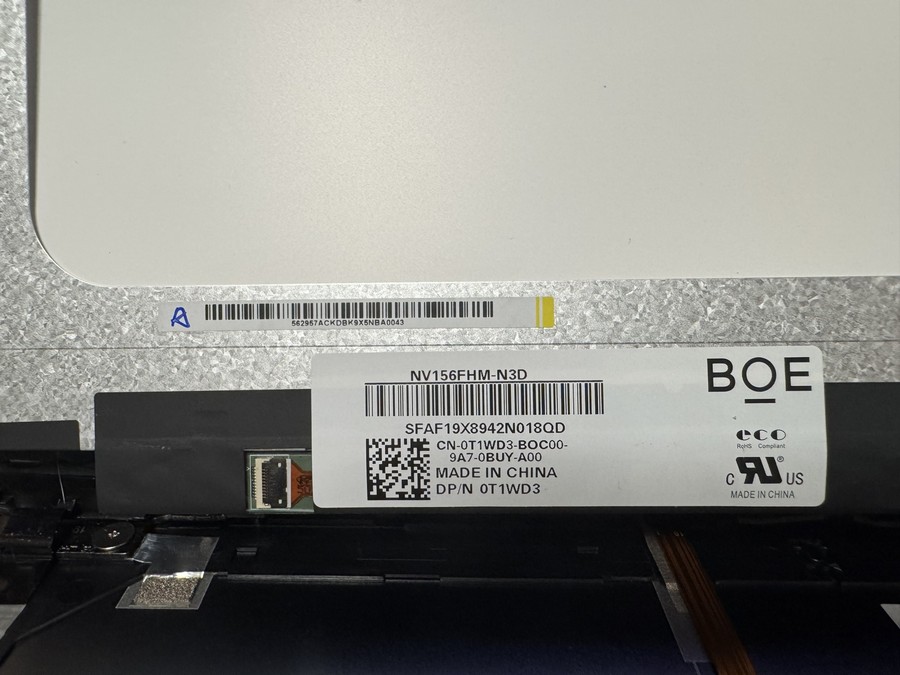 562957ACKDBK9X5NBA0043
NV156FHM-N3D
BOE
SFAF19X8942N018QD
CN-0T1WD3-BOC00-
9A7-0BUY-A00
MADE IN CHINA
DP/N 0T1WD3
eco
RoHS Compliant
C RU® US
MADE IN CHINA